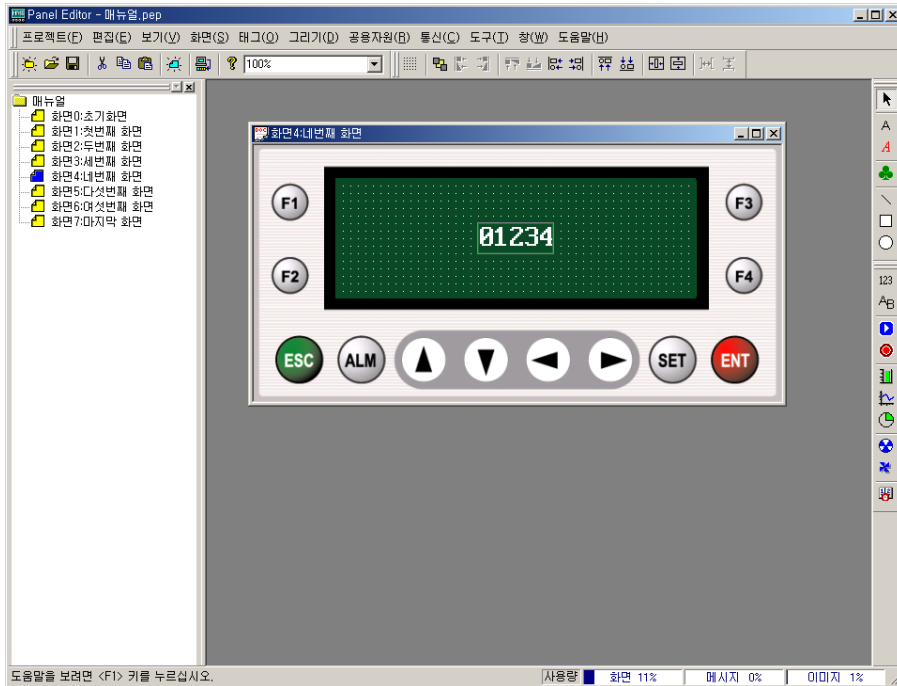 Panel Editor - 매뉴얼.pep
프로젝트(F) 편집(E) 보기(V) 화면(S) 태그(O) 그리기(D) 공용자원(R) 통신(C) 도구(T) 창(W) 도움말(H)
100%
매뉴얼
화면0:초기화면
화면1:첫번째 화면
화면2:두번째 화면
화면3:세번째 화면
화면4:네번째 화면
화면5:다섯번째 화면
화면6:여섯번째 화면
화면7:마지막 화면
화면4:네번째 화면
F1
F3
01234
F2
F4
ESC
ALM
SET
ENT
A
A
123
AB
도움말을 보려면 <F1> 키를 누르십시오.
사용량 화면 11% 메시지 0% 이미지 1%